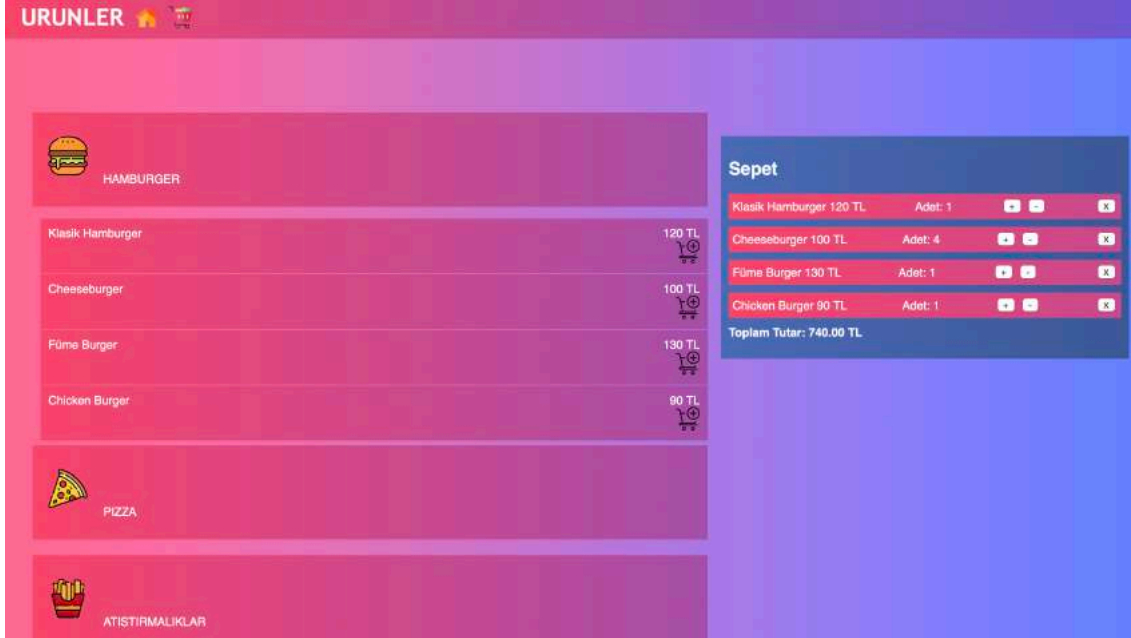 URUNLER
HAMBURGER
Klasik Hamburger 120 TL
Cheeseburger 100 TL
Füme Burger 130 TL
Chicken Burger 90 TL
PIZZA
ATISTIRMALIKLAR
Sepet
Klasik Hamburger 120 TL Adet: 1 + - X
Cheeseburger 100 TL Adet: 4 + - X
Füme Burger 130 TL Adet: 1 + - X
Chicken Burger 90 TL Adet: 1 + - X
Toplam Tutar: 740.00 TL